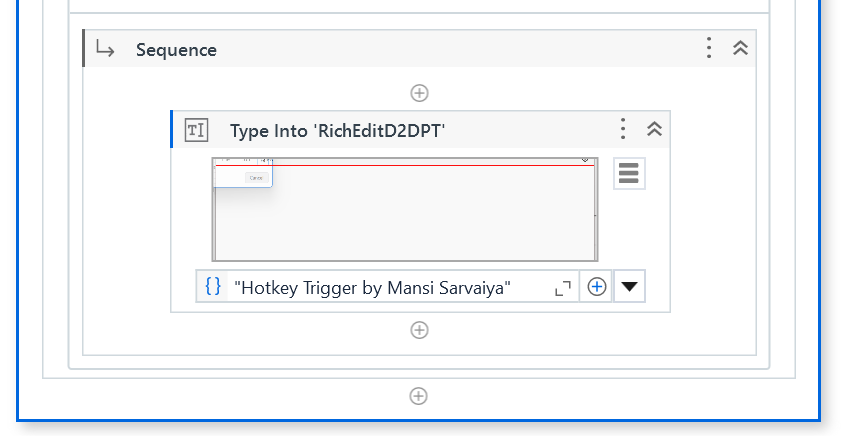 Sequence
Type Into 'RichEditD2DPT'
"Hotkey Trigger by Mansi Sarvaiya"